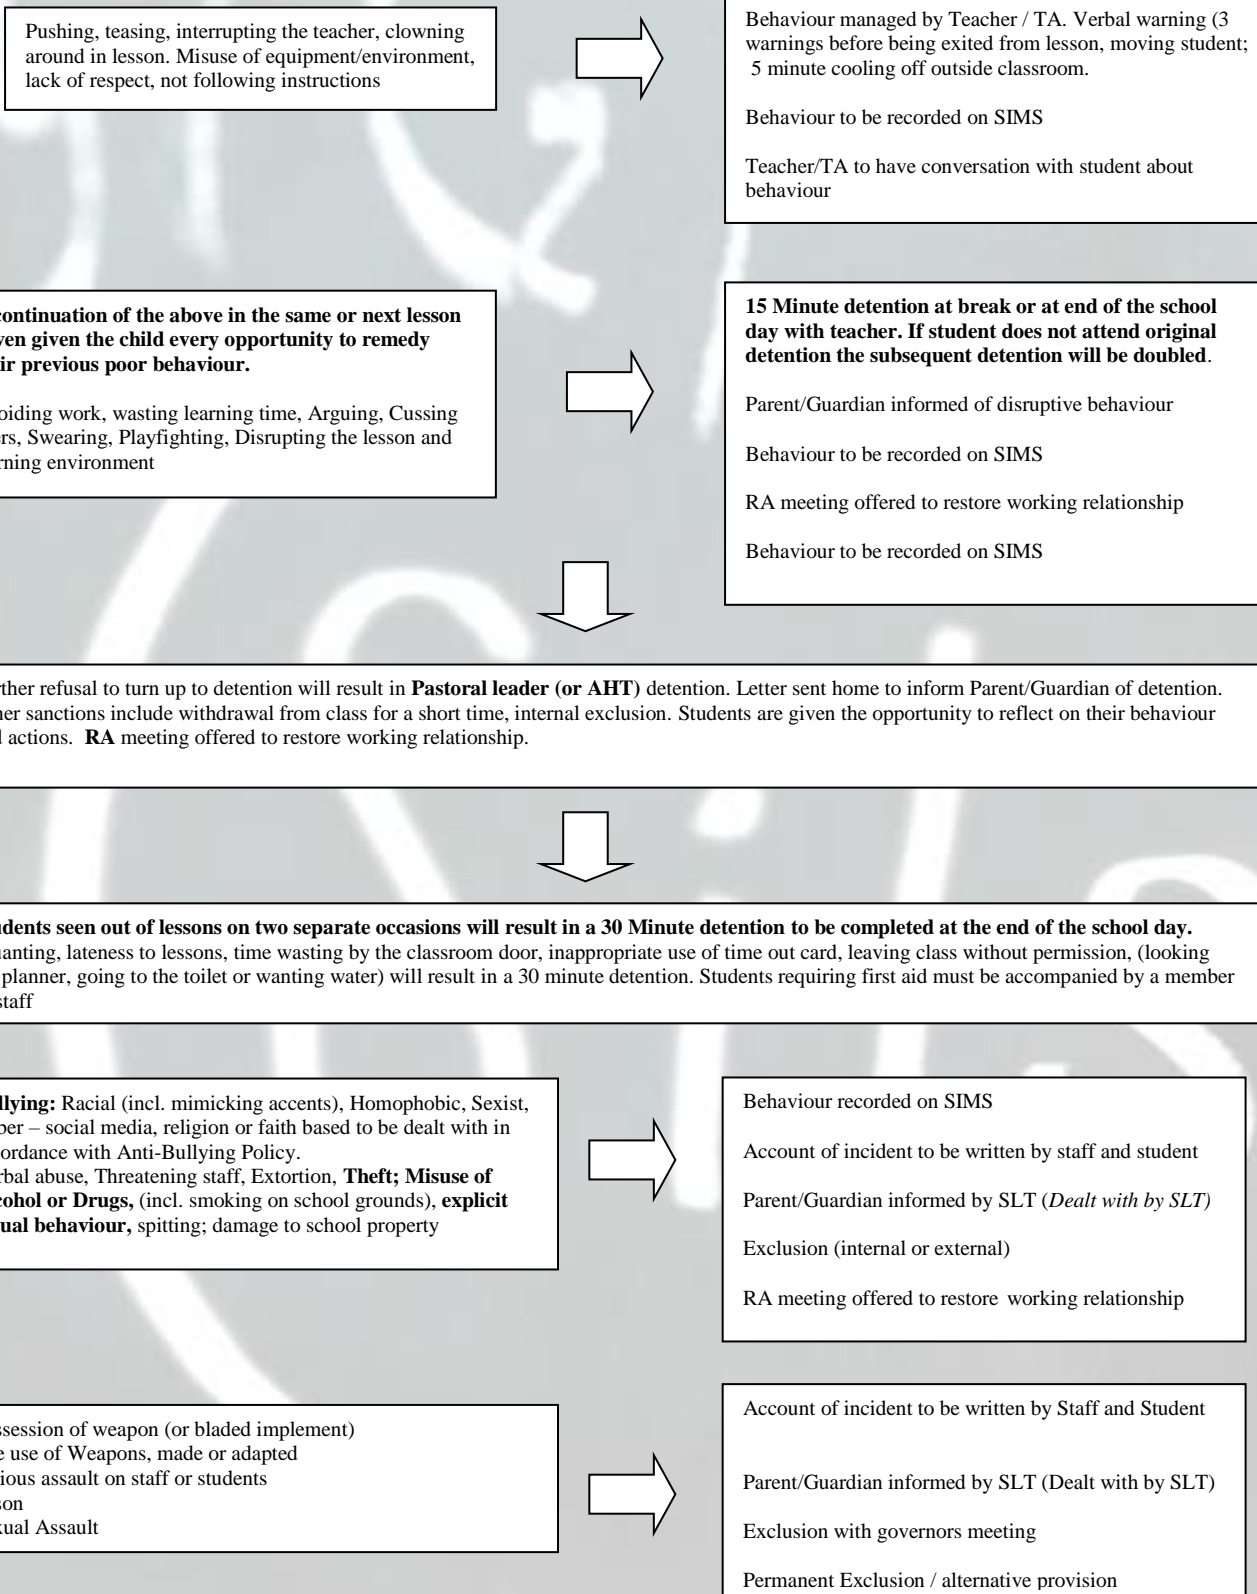 Pushing, teasing, interrupting the teacher, clowning
around in lesson. Misuse of equipment/environment,
lack of respect, not following instructions
Behaviour managed by Teacher / TA. Verbal warning (3
warnings before being exited from lesson, moving student;
5 minute cooling off outside classroom.
Behaviour to be recorded on SIMS
Teacher/TA to have conversation with student about
behaviour
continuation of the above in the same or next lesson
ven given the child every opportunity to remedy
ir previous poor behaviour.
oiding work, wasting learning time, Arguing, Cussing
ers, Swearing, Playfighting, Disrupting the lesson and
rning environment
15 Minute detention at break or at end of the school
day with teacher. If student does not attend original
detention the subsequent detention will be doubled.
Parent/Guardian informed of disruptive behaviour
Behaviour to be recorded on SIMS
RA meeting offered to restore working relationship
Behaviour to be recorded on SIMS
rther refusal to turn up to detention will result in Pastoral leader (or AHT) detention. Letter sent home to inform Parent/Guardian of detention.
her sanctions include withdrawal from class for a short time, internal exclusion. Students are given the opportunity to reflect on their behaviour
d actions. RA meeting offered to restore working relationship.
udents seen out of lessons on two separate occasions will result in a 30 Minute detention to be completed at the end of the school day.
uanting, lateness to lessons, time wasting by the classroom door, inappropriate use of time out card, leaving class without permission, (looking
planner, going to the toilet or wanting water) will result in a 30 minute detention. Students requiring first aid must be accompanied by a member
staff
llying: Racial (incl. mimicking accents), Homophobic, Sexist,
ber – social media, religion or faith based to be dealt with in
cordance with Anti-Bullying Policy.
rbal abuse, Threatening staff, Extortion, Theft; Misuse of
cohol or Drugs, (incl. smoking on school grounds), explicit
xual behaviour, spitting; damage to school property
Behaviour recorded on SIMS
Account of incident to be written by staff and student
Parent/Guardian informed by SLT (Dealt with by SLT)
Exclusion (internal or external)
RA meeting offered to restore working relationship
ssession of weapon (or bladed implement)
e use of Weapons, made or adapted
rious assault on staff or students
son
xual Assault
Account of incident to be written by Staff and Student
Parent/Guardian informed by SLT (Dealt with by SLT)
Exclusion with governors meeting
Permanent Exclusion / alternative provision